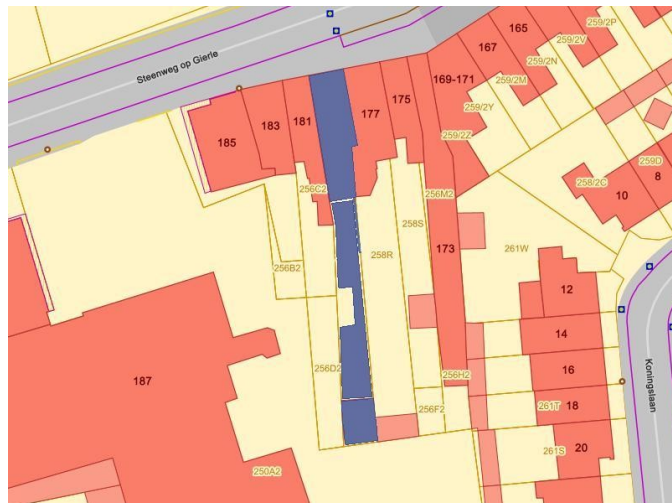 259/2P
165
259/2V
167
Steenweg op Gierle
259/2N
169-171
259/2M
175
177
259/2Y
181
183
185
259/2Z
259D
8
258/2C
10
256C2
256M2
258S
173
261W
258R
256B2
12
14
16
256D2
187
256H2
Koningslaan
261T
18
256F2
261S
20
250A2